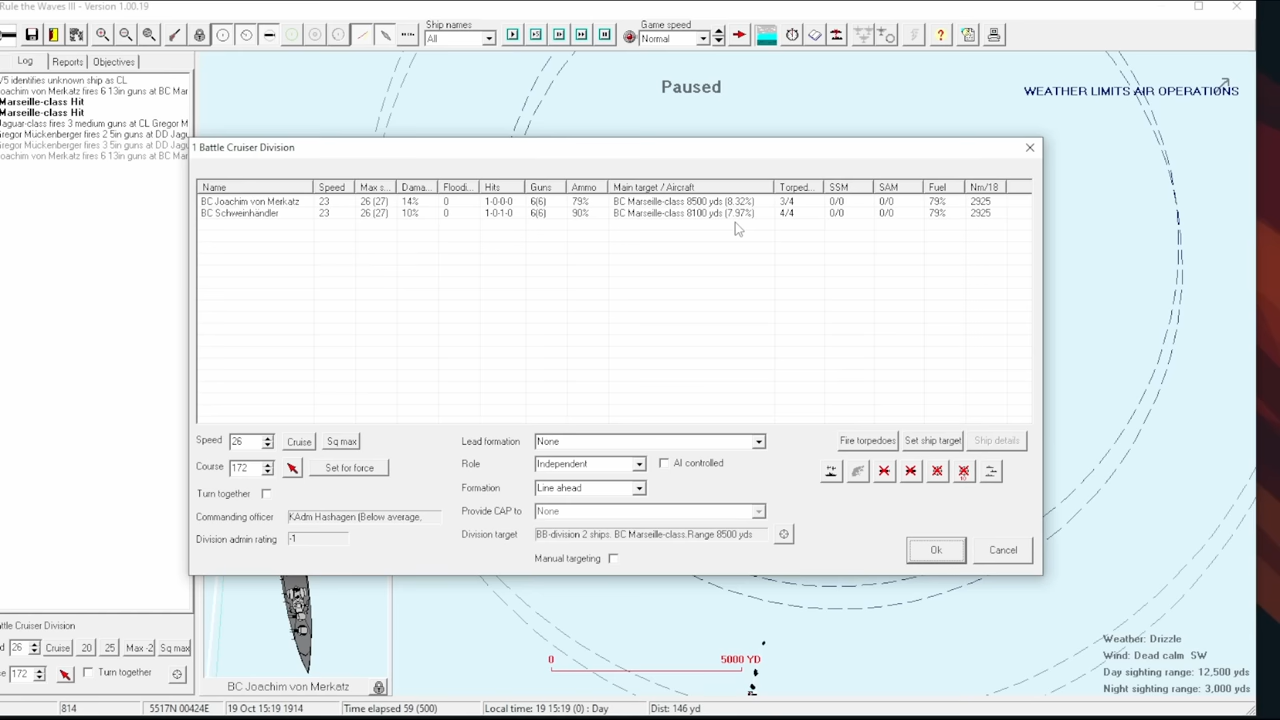 Rule the Waves III - Version 1.00.19
Ship names
All
Game speed
Normal
Log
Reports
Objectives
V5 identifies unknown ship as CL
oachim von Merkatz fires 6 13in guns at BC Mar
Marseille-class Hit
Marseille-class Hit
Jaguar-class fires 3 medium guns at CL Gregor M
Gregor Mückenberger fires 2 5in guns at DD Jagu
Gregor Mückenberger fires 3 5in guns at DD Jagu
oachim von Merkatz fires 6 13in guns at BC Mar
Paused
WEATHER LIMITS AIR OPERATIONS
1 Battle Cruiser Division
Name Speed Max s... Dama... Floodi... Hits Guns Ammo Main target / Aircraft Torped... SSM SAM Fuel Nm/18
BC Joachim von Merkatz 23 26 (27) 14% 0 1-0-0-0 6(6) 79% BC Marseille-class 8500 yds (8.32%) 3/4 0/0 0/0 79% 2925
BC Schweinhandler 23 26 (27) 10% 0 1-0-1-0 6(6) 90% BC Marseille-class 8100 yds (7.97%) 4/4 0/0 0/0 79% 2925
Speed 26 Cruise Sq max
Course 172 Set for force
Turn together
Commanding officer KAdm Hashagen (Below average,
Division admin rating -1
Lead formation None
Role Independent AI controlled
Formation Line ahead
Provide CAP to None
Division target BB-division 2 ships. BC Marseille-class.Range 8500 yds
Manual targeting
Fire torpedoes Set ship target Ship details
Ok Cancel
ttle Cruiser Division
d 26 Cruise 20 25 Max -2 Sq max
e 172 Turn together
BC Joachim von Merkatz
0 5000 YD
Weather: Drizzle
Wind: Dead calm SW
Day sighting range: 12,500 yds
Night sighting range: 3,000 yds
814 5517N 00424E 19 Oct 15:19 1914 Time elapsed 59 (500) Local time: 19 15:19 (0) : Day Dist: 146 yd